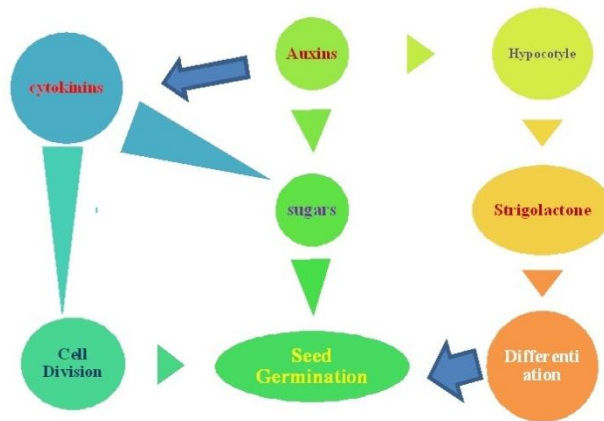 Auxins
Hypocotyle
cytokinins
sugars
Strigolactone
Cell
Division
Seed
Germination
Differenti
ation